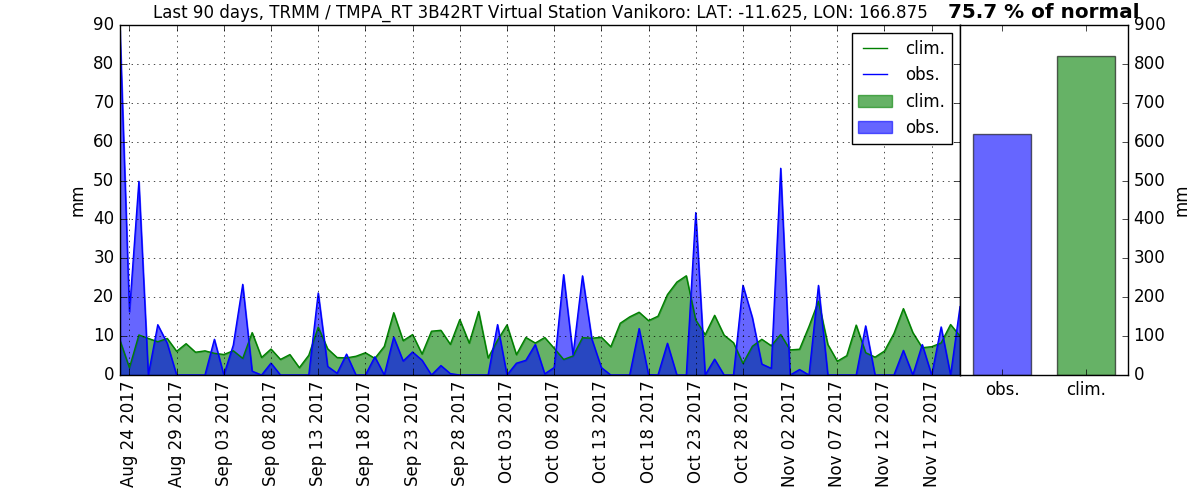 Last 90 days, TRMM / TMPA_RT 3B42RT Virtual Station Vanikoro: LAT: -11.625, LON: 166.875
75.7 % of normal
90
80
70
60
50
40
30
20
10
0
mm
clim.
obs.
clim.
obs.
900
800
700
600
500
400
300
200
100
0
mm
obs.
clim.
Aug 24 2017
Aug 29 2017
Sep 03 2017
Sep 08 2017
Sep 13 2017
Sep 18 2017
Sep 23 2017
Sep 28 2017
Oct 03 2017
Oct 08 2017
Oct 13 2017
Oct 18 2017
Oct 23 2017
Oct 28 2017
Nov 02 2017
Nov 07 2017
Nov 12 2017
Nov 17 2017